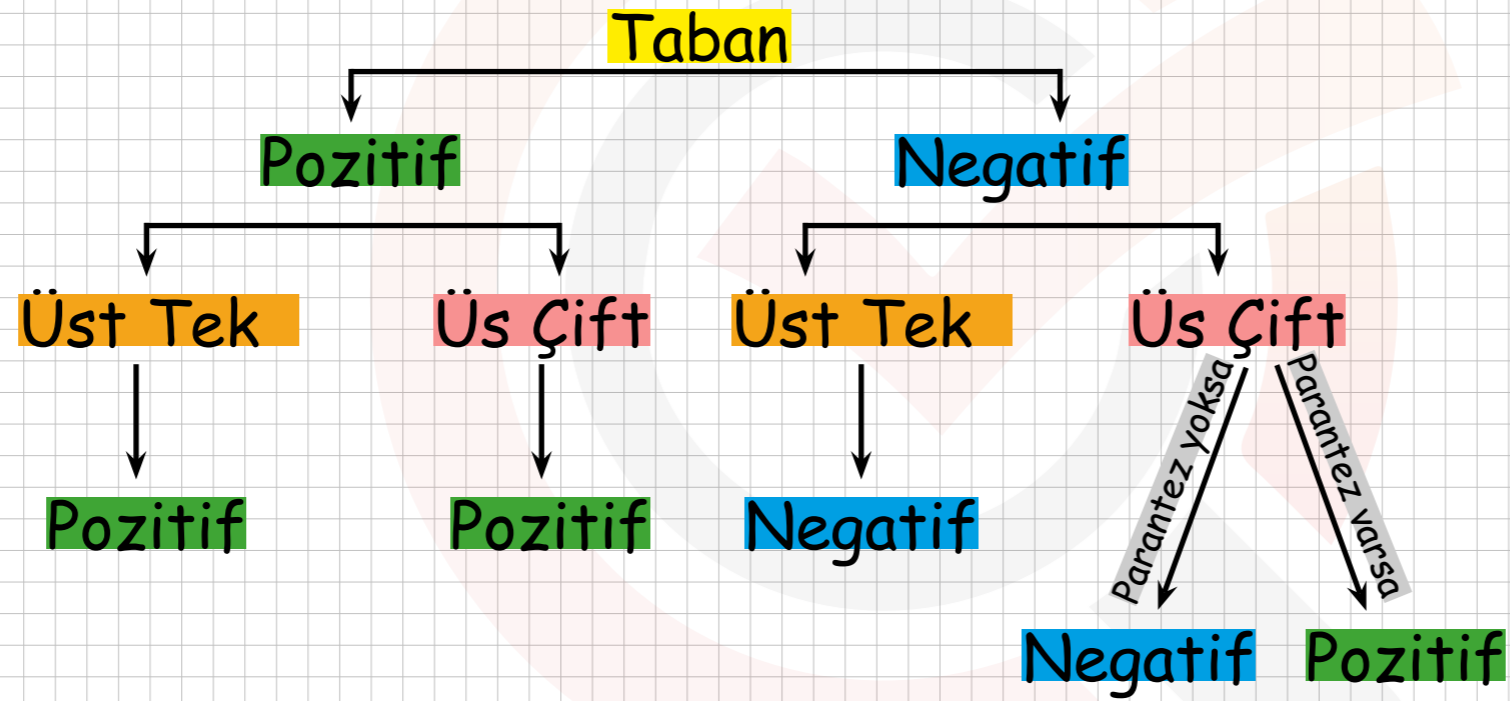 Taban
Pozitif
Negatif
Üst Tek
Üs Çift
Üst Tek
Üs Çift
Parantez yoksa
Parantez varsa
Pozitif
Pozitif
Negatif
Negatif
Pozitif